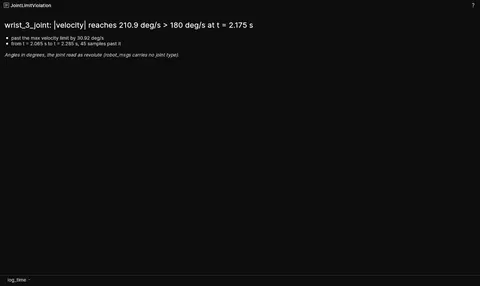 JointLimitViolation
?
wrist_3_joint: |velocity| reaches 210.9 deg/s > 180 deg/s at t = 2.175 s
past the max velocity limit by 30.92 deg/s
from t = 2.065 s to t = 2.285 s, 45 samples past it
Angles in degrees, the joint read as revolute (robot_msgs carries no joint type).
log_time